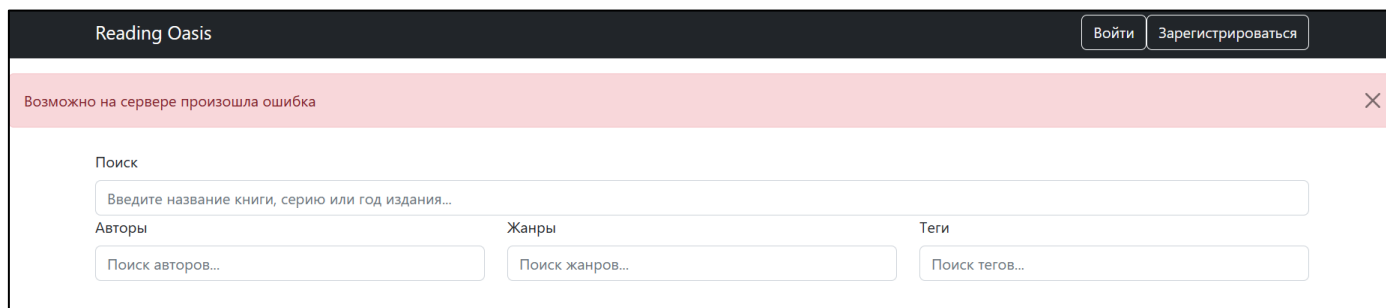 Reading Oasis
Войти Зарегистрироваться
Возможно на сервере произошла ошибка
Поиск
Введите название книги, серию или год издания...
Авторы Жанры Теги
Поиск авторов... Поиск жанров... Поиск тегов...